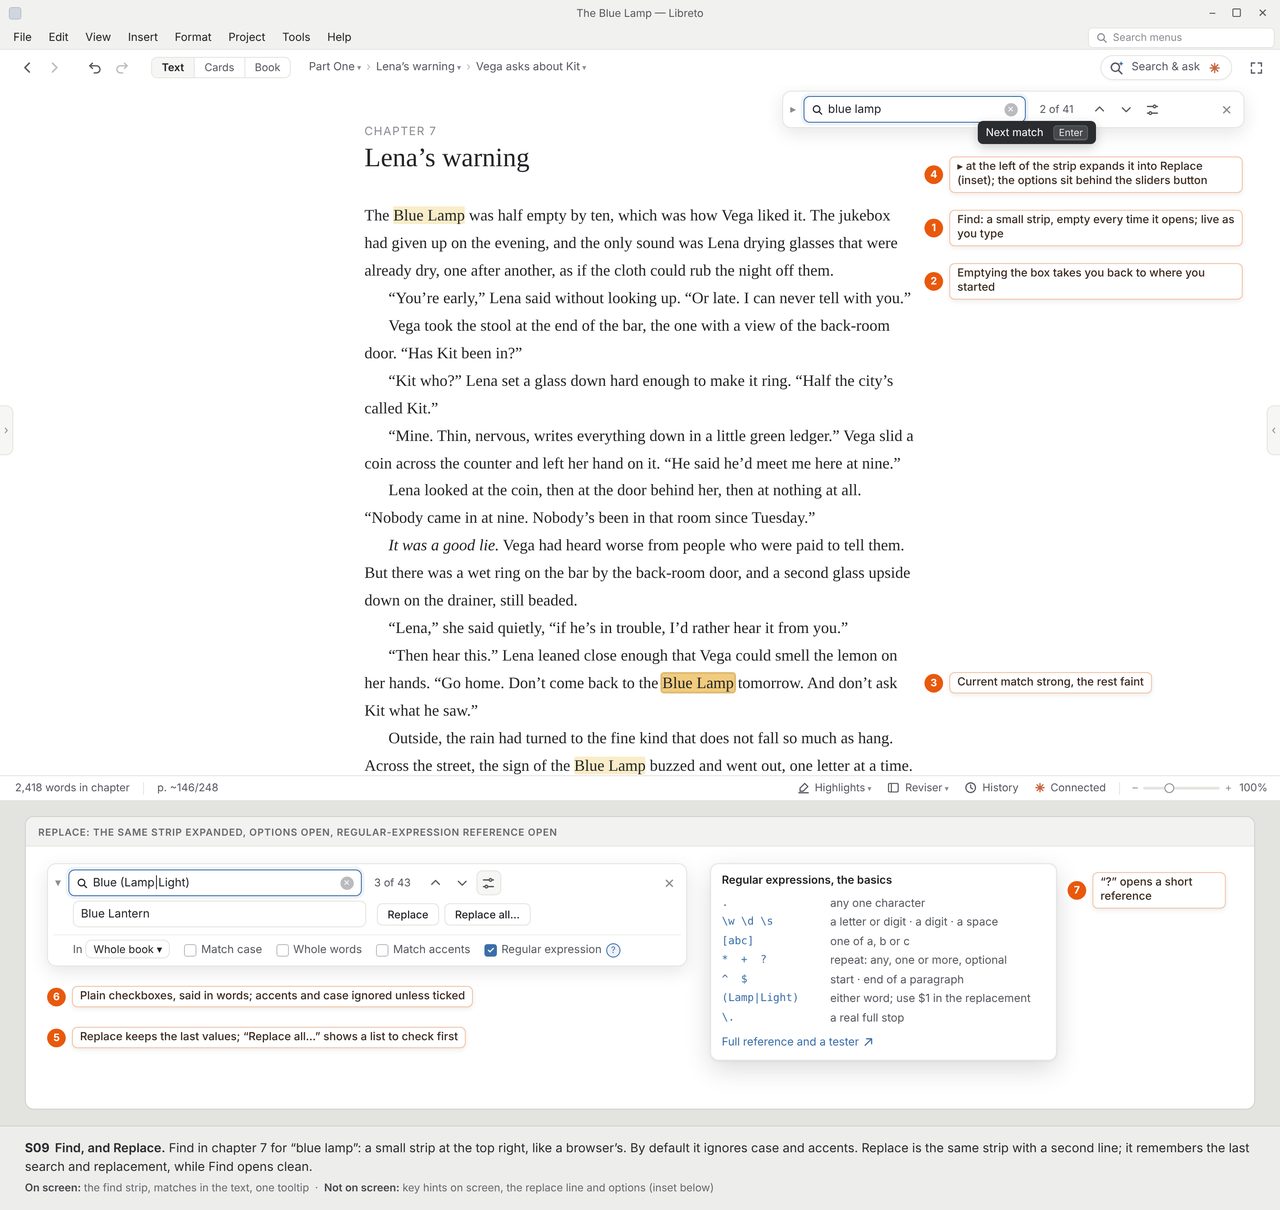 The Blue Lamp — Libreto
File Edit View Insert Format Project Tools Help
Search menus
Text Cards Book
Part One › Lena’s warning › Vega asks about Kit
Search & ask
blue lamp
2 of 41
Next match Enter
CHAPTER 7
Lena’s warning
4 ▸ at the left of the strip expands it into Replace
(inset); the options sit behind the sliders button
1 Find: a small strip, empty every time it opens; live as
you type
2 Emptying the box takes you back to where you
started
The Blue Lamp was half empty by ten, which was how Vega liked it. The jukebox
had given up on the evening, and the only sound was Lena drying glasses that were
already dry, one after another, as if the cloth could rub the night off them.
“You’re early,” Lena said without looking up. “Or late. I can never tell with you.”
Vega took the stool at the end of the bar, the one with a view of the back-room
door. “Has Kit been in?”
“Kit who?” Lena set a glass down hard enough to make it ring. “Half the city’s
called Kit.”
“Mine. Thin, nervous, writes everything down in a little green ledger.” Vega slid a
coin across the counter and left her hand on it. “He said he’d meet me here at nine.”
Lena looked at the coin, then at the door behind her, then at nothing at all.
“Nobody came in at nine. Nobody’s been in that room since Tuesday.”
It was a good lie. Vega had heard worse from people who were paid to tell them.
But there was a wet ring on the bar by the back-room door, and a second glass upside
down on the drainer, still beaded.
“Lena,” she said quietly, “if he’s in trouble, I’d rather hear it from you.”
“Then hear this.” Lena leaned close enough that Vega could smell the lemon on
her hands. “Go home. Don’t come back to the Blue Lamp tomorrow. And don’t ask
Kit what he saw.”
3 Current match strong, the rest faint
Outside, the rain had turned to the fine kind that does not fall so much as hang.
Across the street, the sign of the Blue Lamp buzzed and went out, one letter at a time.
2,418 words in chapter p. ~146/248
Highlights Reviser History Connected − + 100%
REPLACE: THE SAME STRIP EXPANDED, OPTIONS OPEN, REGULAR-EXPRESSION REFERENCE OPEN
Blue (Lamp|Light)
3 of 43
Blue Lantern
Replace Replace all…
In Whole book ▾ Match case Whole words Match accents Regular expression ?
6 Plain checkboxes, said in words; accents and case ignored unless ticked
5 Replace keeps the last values; “Replace all…” shows a list to check first
Regular expressions, the basics
. any one character
\w \d \s a letter or digit · a digit · a space
[abc] one of a, b or c
* + ? repeat: any, one or more, optional
^ $ start · end of a paragraph
(Lamp|Light) either word; use $1 in the replacement
\. a real full stop
Full reference and a tester ↗
7 “?” opens a short
reference
S09 Find, and Replace. Find in chapter 7 for “blue lamp”: a small strip at the top right, like a browser’s. By default it ignores case and accents. Replace is the same strip with a second line; it remembers the last
search and replacement, while Find opens clean.
On screen: the find strip, matches in the text, one tooltip · Not on screen: key hints on screen, the replace line and options (inset below)